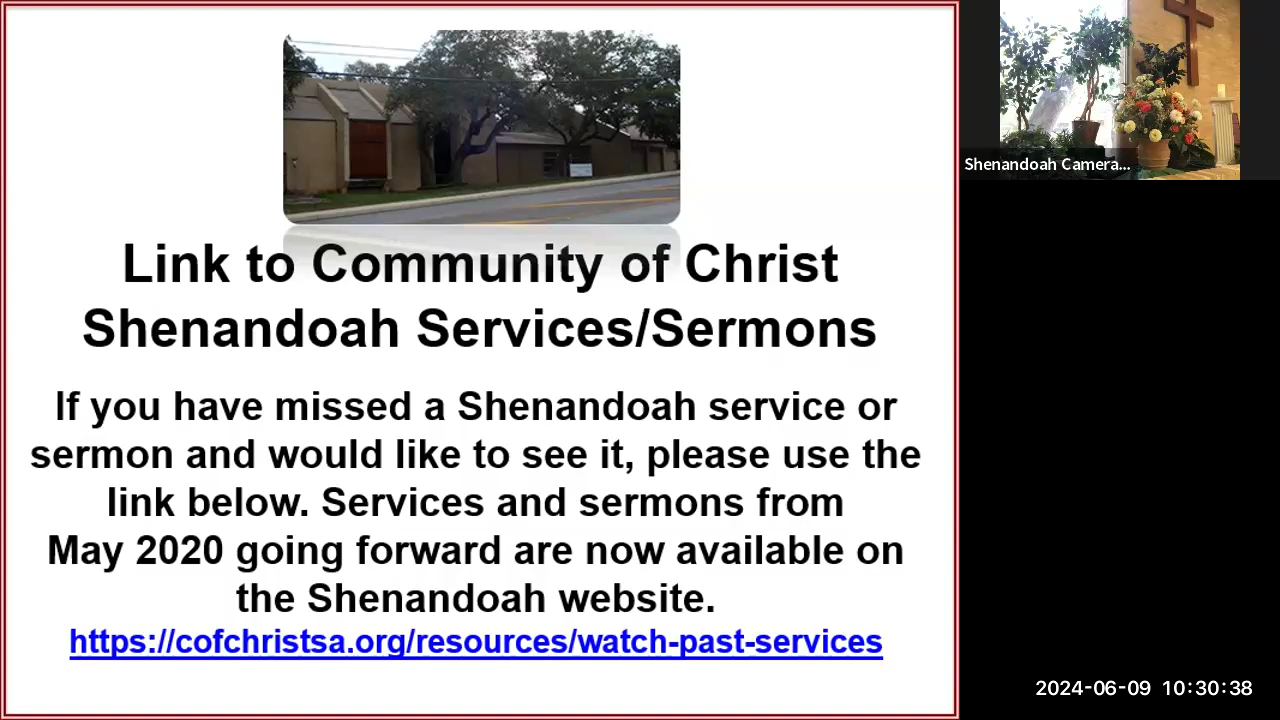 Link to Community of Christ
Shenandoah Services/Sermons
If you have missed a Shenandoah service or
sermon and would like to see it, please use the
link below. Services and sermons from
May 2020 going forward are now available on
the Shenandoah website.
https://cofchristsa.org/resources/watch-past-services
Shenandoah Camera...
2024-06-09 10:30:38